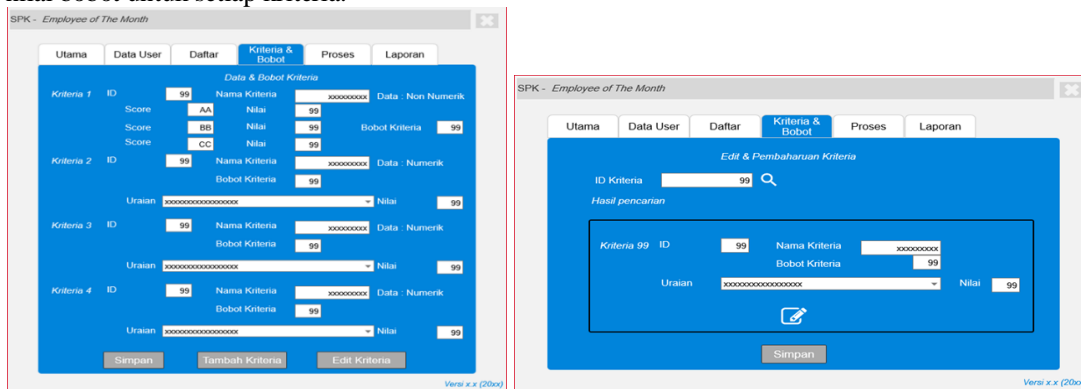 nilai bobot untuk setiap kriteria.
SPK - Employee of The Month
Utama Data User Daftar Kriteria & Bobot Proses Laporan
Data & Bobot Kriteria
Kriteria 1 ID 99 Nama Kriteria xxxxxxxxx Data : Non Numerik
Score AA Nilai 99
Score BB Nilai 99 Bobot Kriteria 99
Score CC Nilai 99
Kriteria 2 ID 99 Nama Kriteria xxxxxxxxx Data : Numerik
Bobot Kriteria 99
Uraian xxxxxxxxxxxxxxxx Nilai 99
Kriteria 3 ID 99 Nama Kriteria xxxxxxxxx Data : Numerik
Bobot Kriteria 99
Uraian xxxxxxxxxxxxxxxx Nilai 99
Kriteria 4 ID 99 Nama Kriteria xxxxxxxxx Data : Numerik
Bobot Kriteria 99
Uraian xxxxxxxxxxxxxxxx Nilai 99
Simpan Tambah Kriteria Edit Kriteria
Versi x.x (20xx)
SPK - Employee of The Month
Utama Data User Daftar Kriteria & Bobot Proses Laporan
Edit & Pembaharuan Kriteria
ID Kriteria 99
Hasil pencarian
Kriteria 99 ID 99 Nama Kriteria xxxxxxxxx
Bobot Kriteria 99
Uraian xxxxxxxxxxxxxxxx Nilai 99
Simpan
Versi x.x